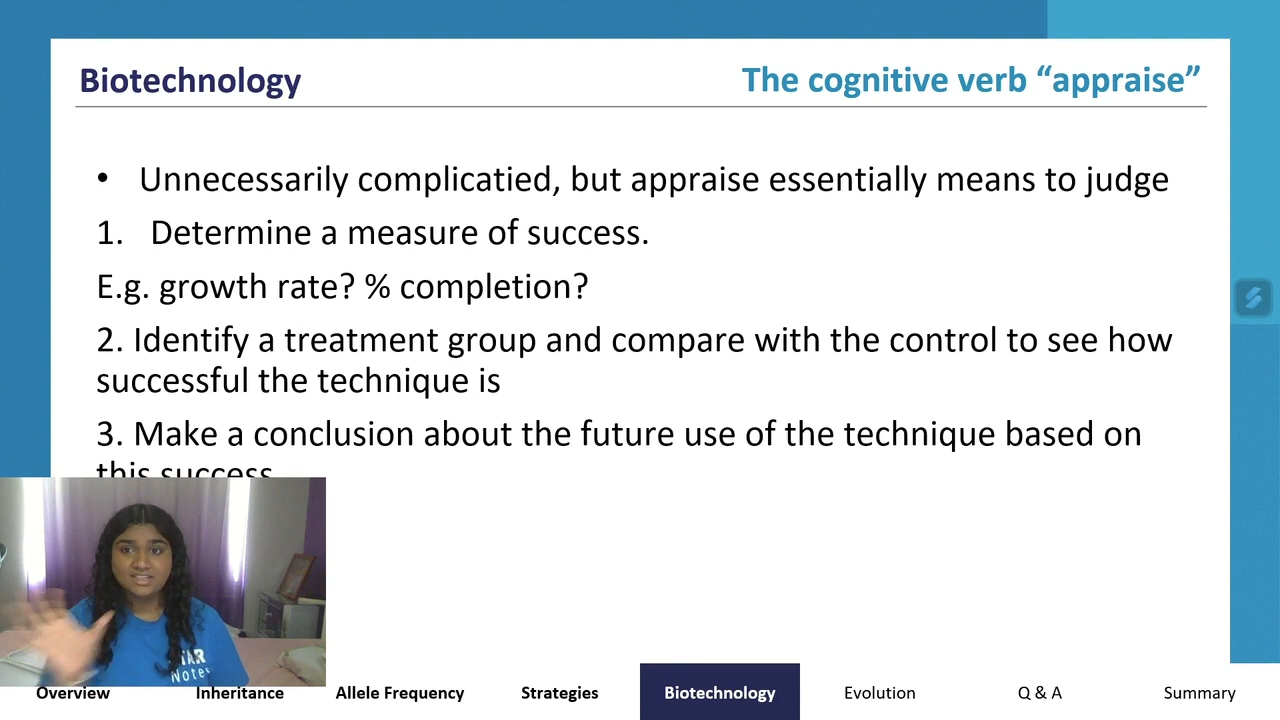 Biotechnology
The cognitive verb “appraise”
• Unnecessarily complicatied, but appraise essentially means to judge
1. Determine a measure of success.
E.g. growth rate? % completion?
2. Identify a treatment group and compare with the control to see how
successful the technique is
3. Make a conclusion about the future use of the technique based on
this success
Notes
Overview Inheritance Allele Frequency Strategies Biotechnology Evolution Q & A Summary